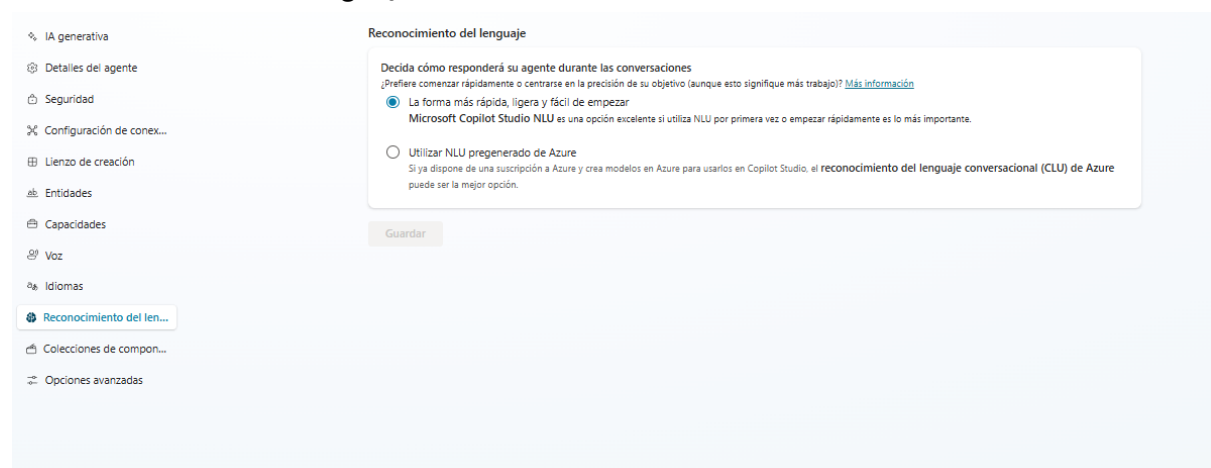 IA generativa
Detalles del agente
Seguridad
Configuración de conex...
Lienzo de creación
Entidades
Capacidades
Voz
Idiomas
Reconocimiento del len...
Colecciones de compon...
Opciones avanzadas
Reconocimiento del lenguaje
Decida cómo responderá su agente durante las conversaciones
¿Prefiere comenzar rápidamente o centrarse en la precisión de su objetivo (aunque esto signifique más trabajo)? Más información
La forma más rápida, ligera y fácil de empezar
Microsoft Copilot Studio NLU es una opción excelente si utiliza NLU por primera vez o empezar rápidamente es lo más importante.
Utilizar NLU pregenerado de Azure
Si ya dispone de una suscripción a Azure y crea modelos en Azure para usarlos en Copilot Studio, el reconocimiento del lenguaje conversacional (CLU) de Azure
puede ser la mejor opción.
Guardar